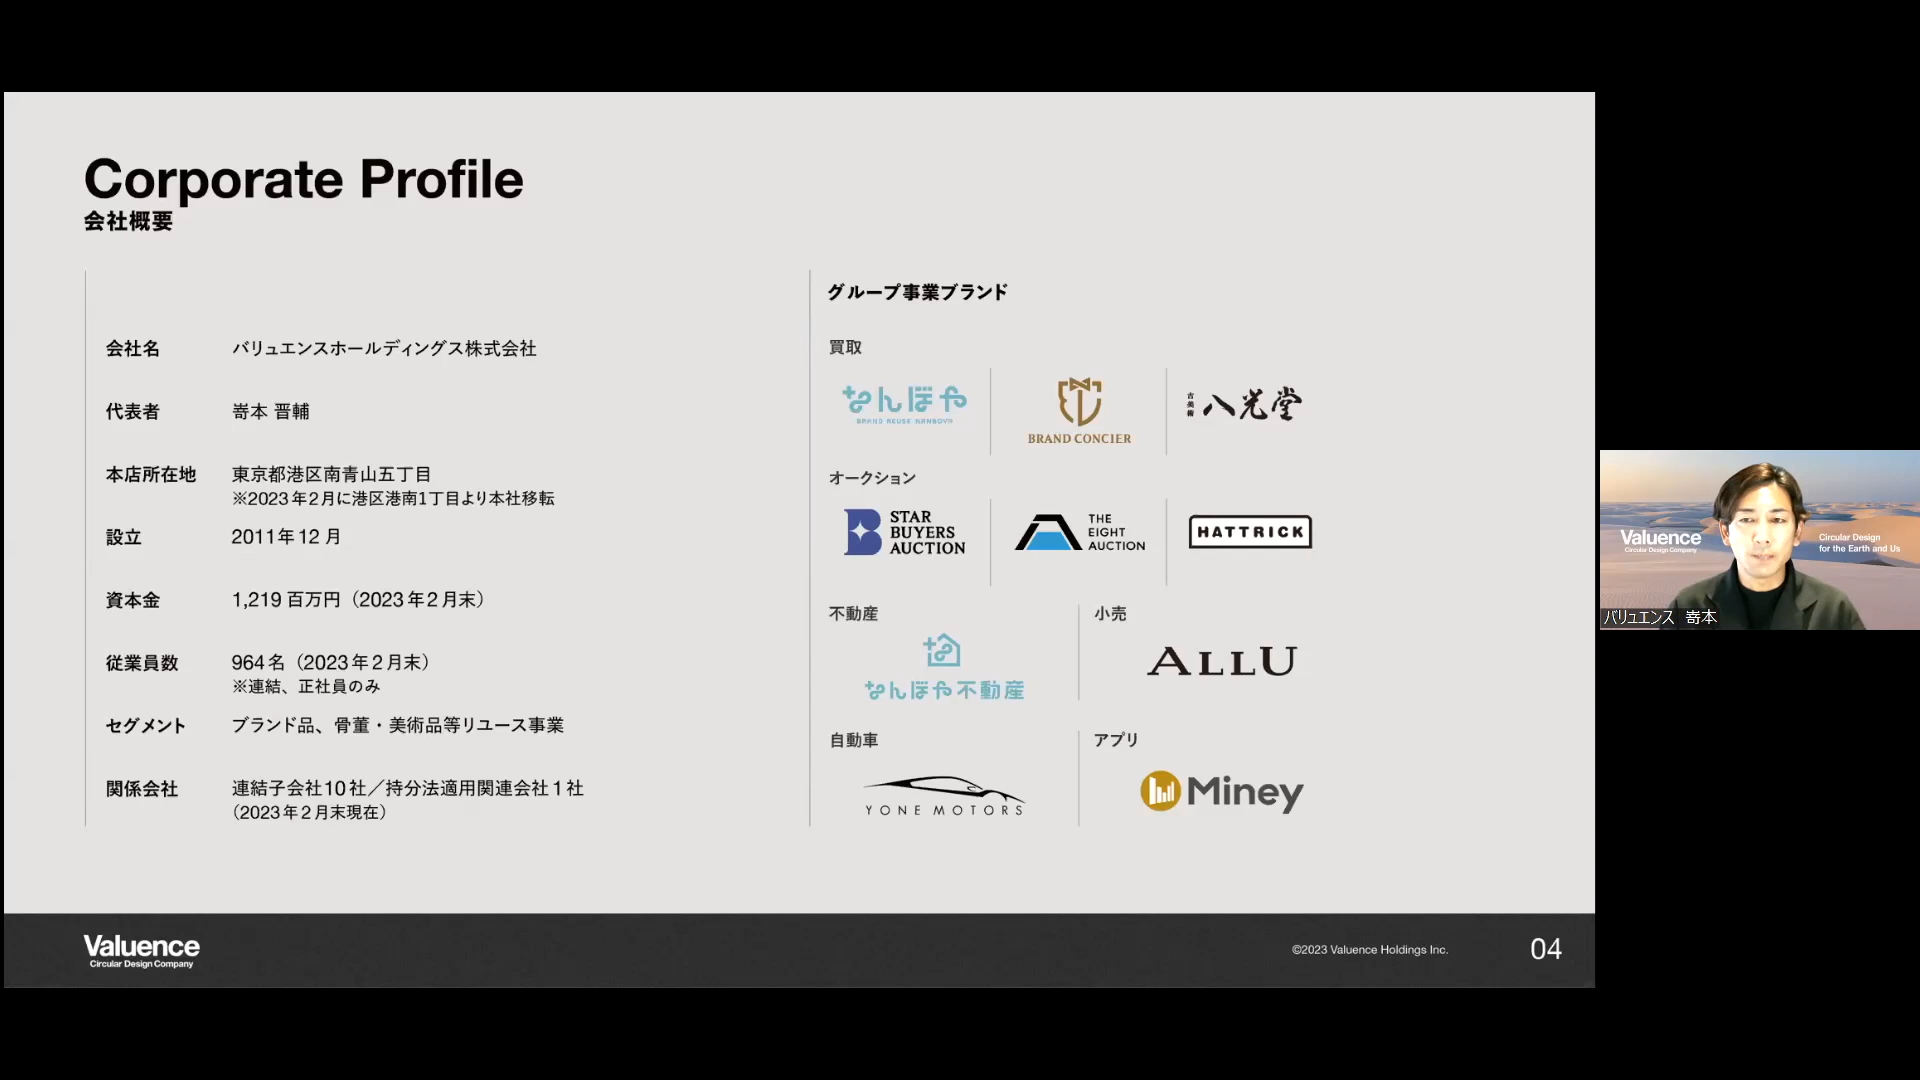 Corporate Profile
会社概要
会社名 バリュエンスホールディングス株式会社
代表者 嵜本 晋輔
本店所在地 東京都港区南青山五丁目
※2023年2月に港区港南1丁目より本社移転
設立 2011年12月
資本金 1,219百万円（2023年2月末）
従業員数 964名（2023年2月末）
※連結、正社員のみ
セグメント ブランド品、骨董・美術品等リユース事業
関係会社 連結子会社10社／持分法適用関連会社1社
（2023年2月末現在）
グループ事業ブランド
買取
なんぼや
BRAND REUSE NANBOYA
BRAND CONCIER
古美術 八光堂
オークション
STAR
BUYERS
AUCTION
THE
EIGHT
AUCTION
HATTRICK
不動産
なんぼや不動産
小売
ALLU
自動車
YONE MOTORS
アプリ
Miney
Valuence
Circular Design Company
©2023 Valuence Holdings Inc.
04
Valuence
Circular Design Company
Circular Design
for the Earth and Us
バリュエンス 嵜本